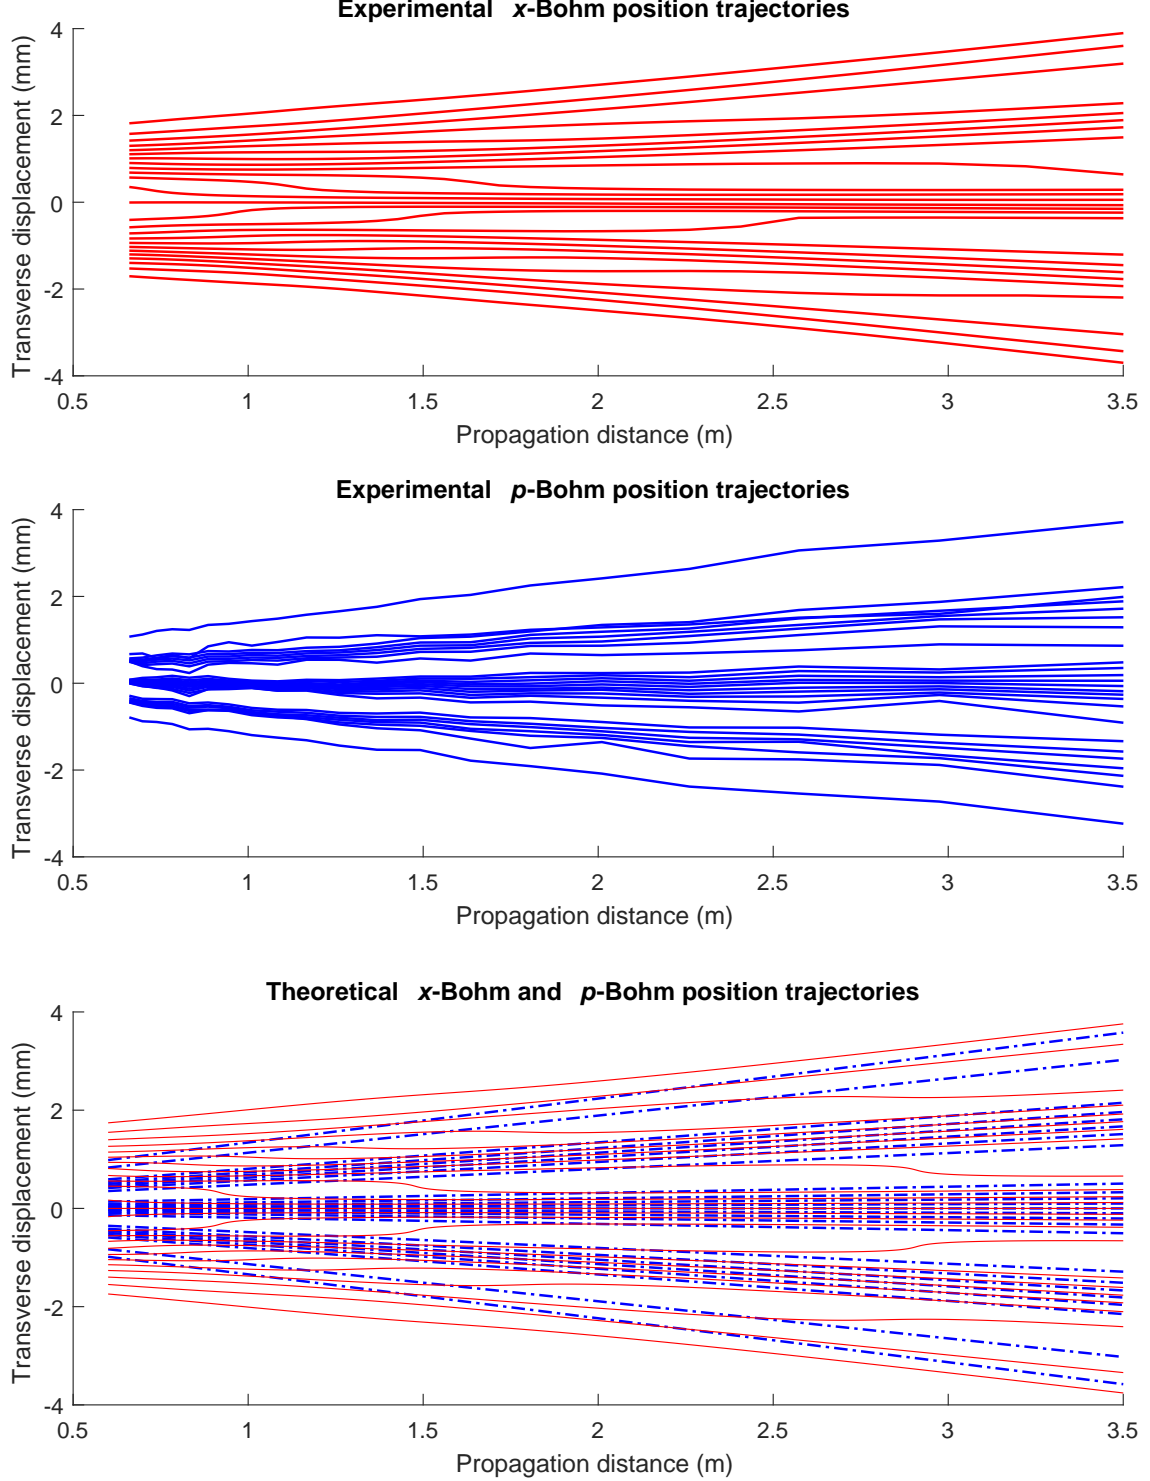 Experimental x-Bohm position trajectories
4
2
0
-2
-4
Transverse displacement (mm)
0.5 1 1.5 2 2.5 3 3.5
Propagation distance (m)
Experimental p-Bohm position trajectories
4
2
0
-2
-4
Transverse displacement (mm)
0.5 1 1.5 2 2.5 3 3.5
Propagation distance (m)
Theoretical x-Bohm and p-Bohm position trajectories
4
2
0
-2
-4
Transverse displacement (mm)
0.5 1 1.5 2 2.5 3 3.5
Propagation distance (m)